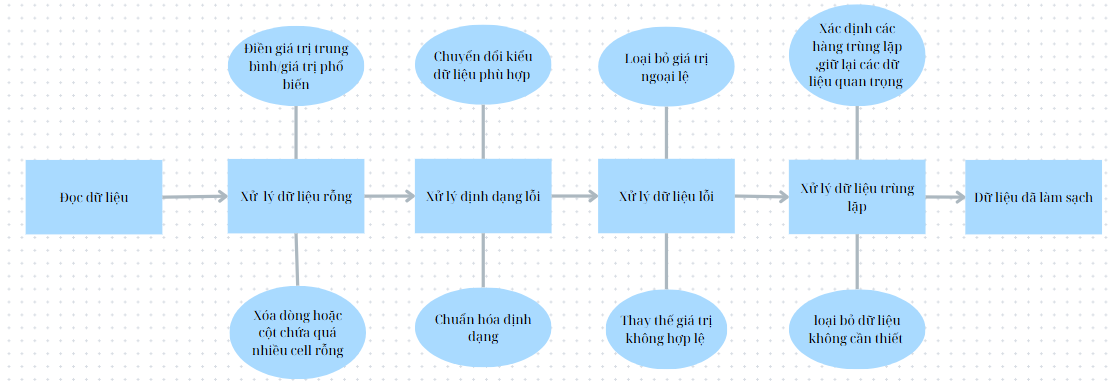 Điền giá trị trung
bình/giá trị phổ
biến
Chuyển đổi kiểu
dữ liệu phù hợp
Loại bỏ giá trị
ngoại lệ
Xác định các
hàng trùng lặp
,giữ lại các dữ
liệu quan trọng
Đọc dữ liệu
Xử lý dữ liệu rỗng
Xử lý định dạng lỗi
Xử lý dữ liệu lỗi
Xử lý dữ liệu trùng
lặp
Dữ liệu đã làm sạch
Xóa dòng hoặc
cột chứa quá
nhiều cell rỗng
Chuẩn hóa định
dạng
Thay thế giá trị
không hợp lệ
loại bỏ dữ liệu
không cần thiết